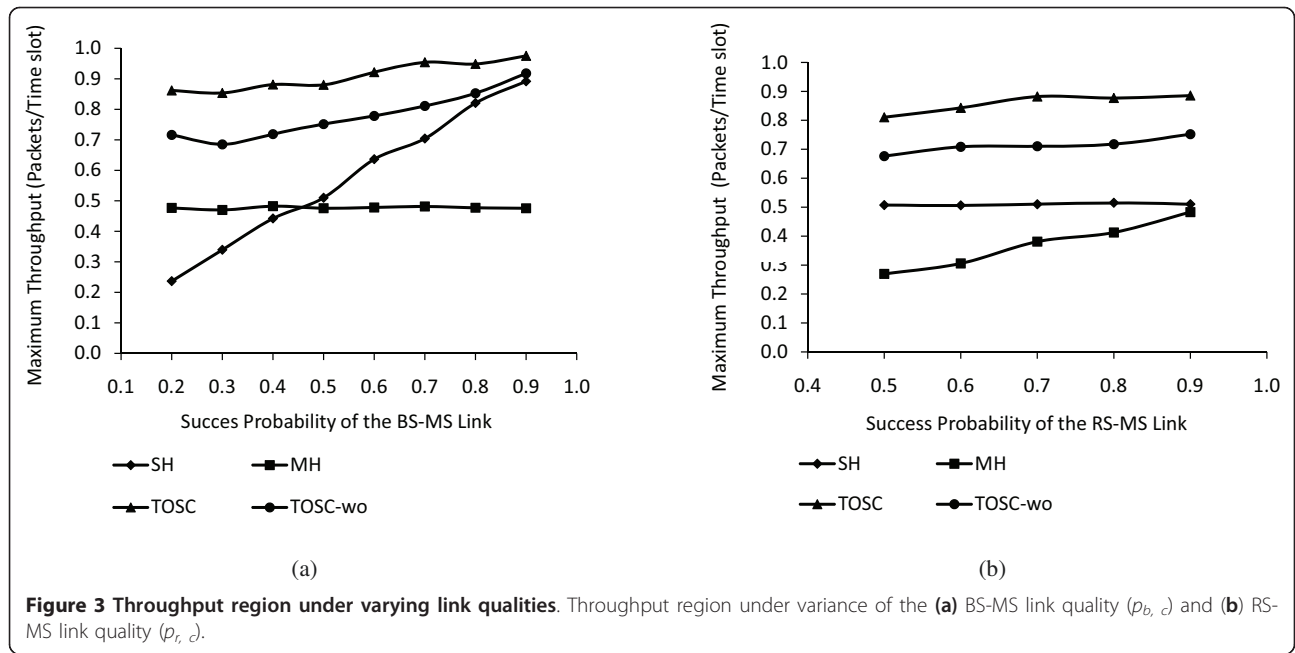 Maximum Throughput (Packets/Time slot)
1.0
0.9
0.8
0.7
0.6
0.5
0.4
0.3
0.2
0.1
0.0
0.1 0.2 0.3 0.4 0.5 0.6 0.7 0.8 0.9 1.0
Succes Probability of the BS-MS Link
SH MH
TOSC TOSC-wo
(a)
Maximum Throughput (Packets/Time slot)
1.0
0.9
0.8
0.7
0.6
0.5
0.4
0.3
0.2
0.1
0.0
0.4 0.5 0.6 0.7 0.8 0.9 1.0
Success Probability of the RS-MS Link
SH MH
TOSC TOSC-wo
(b)
Figure 3 Throughput region under varying link qualities. Throughput region under variance of the (a) BS-MS link quality (p_b, c) and (b) RS-
MS link quality (p_r, c).